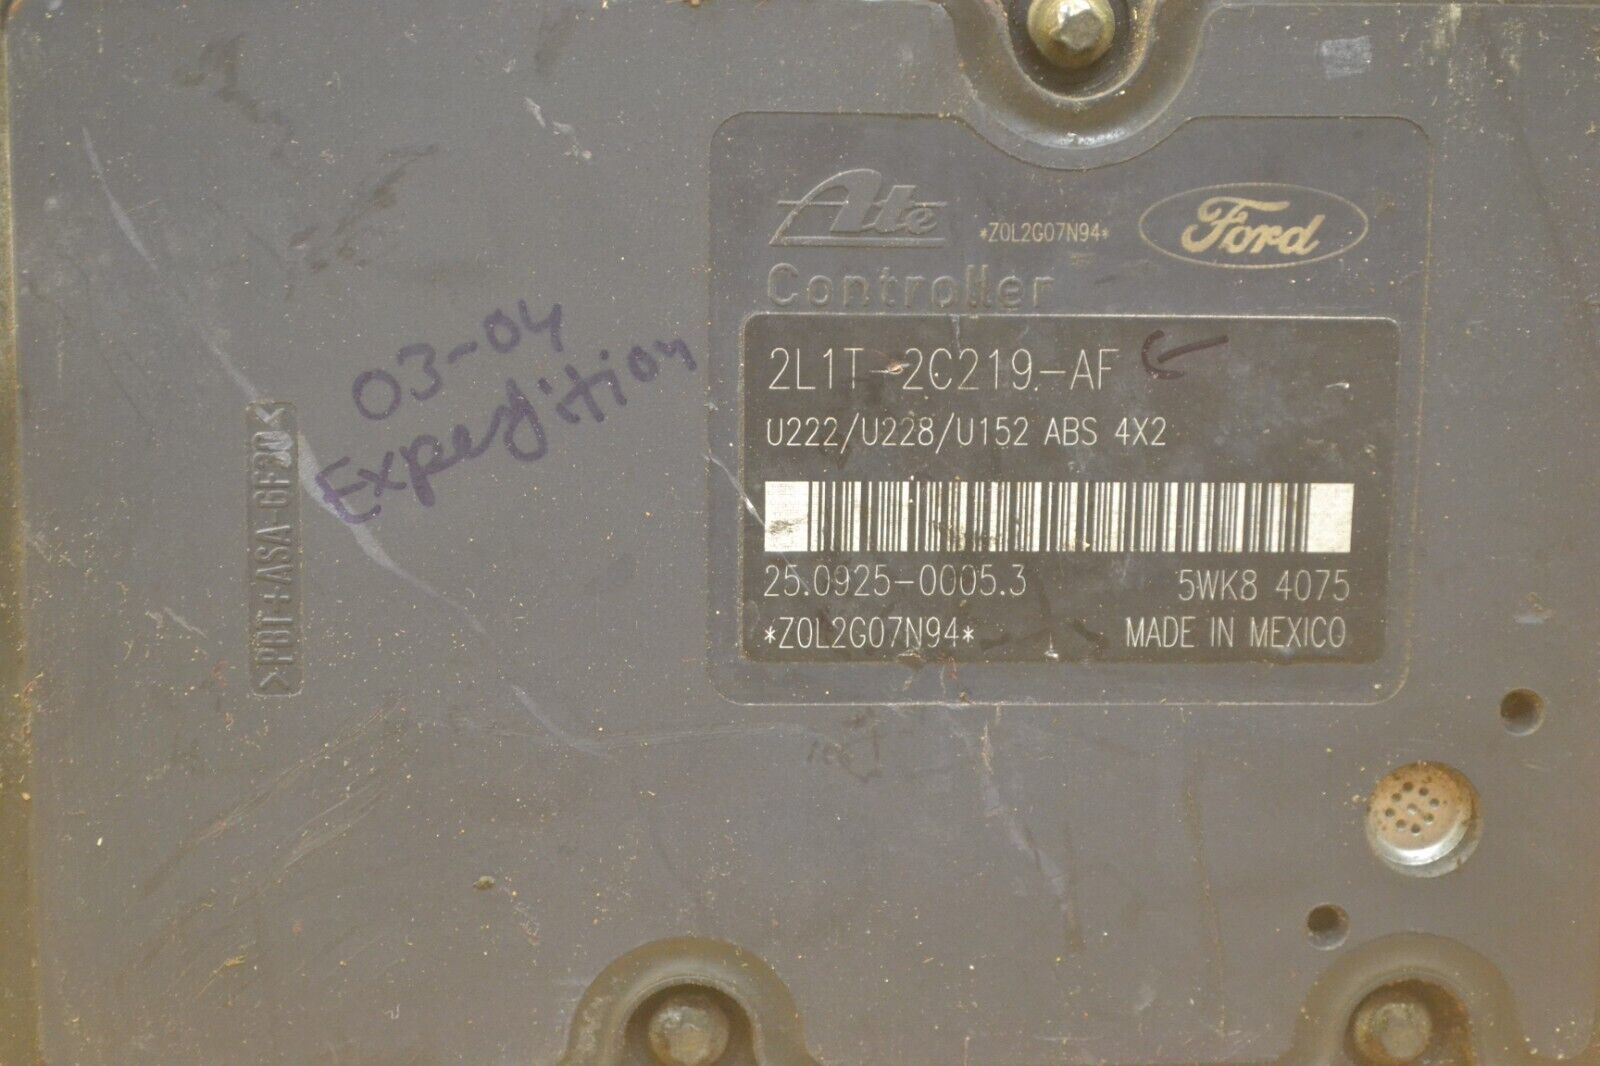 Ate *Z0L2G07N94* Ford
Controller
03-04
Expedition
2L1T-2C219-AF
U222/U228/U152 ABS 4X2
25.0925-0005.3 5WK8 4075
*Z0L2G07N94* MADE IN MEXICO
>PBT+ASA-GF20<